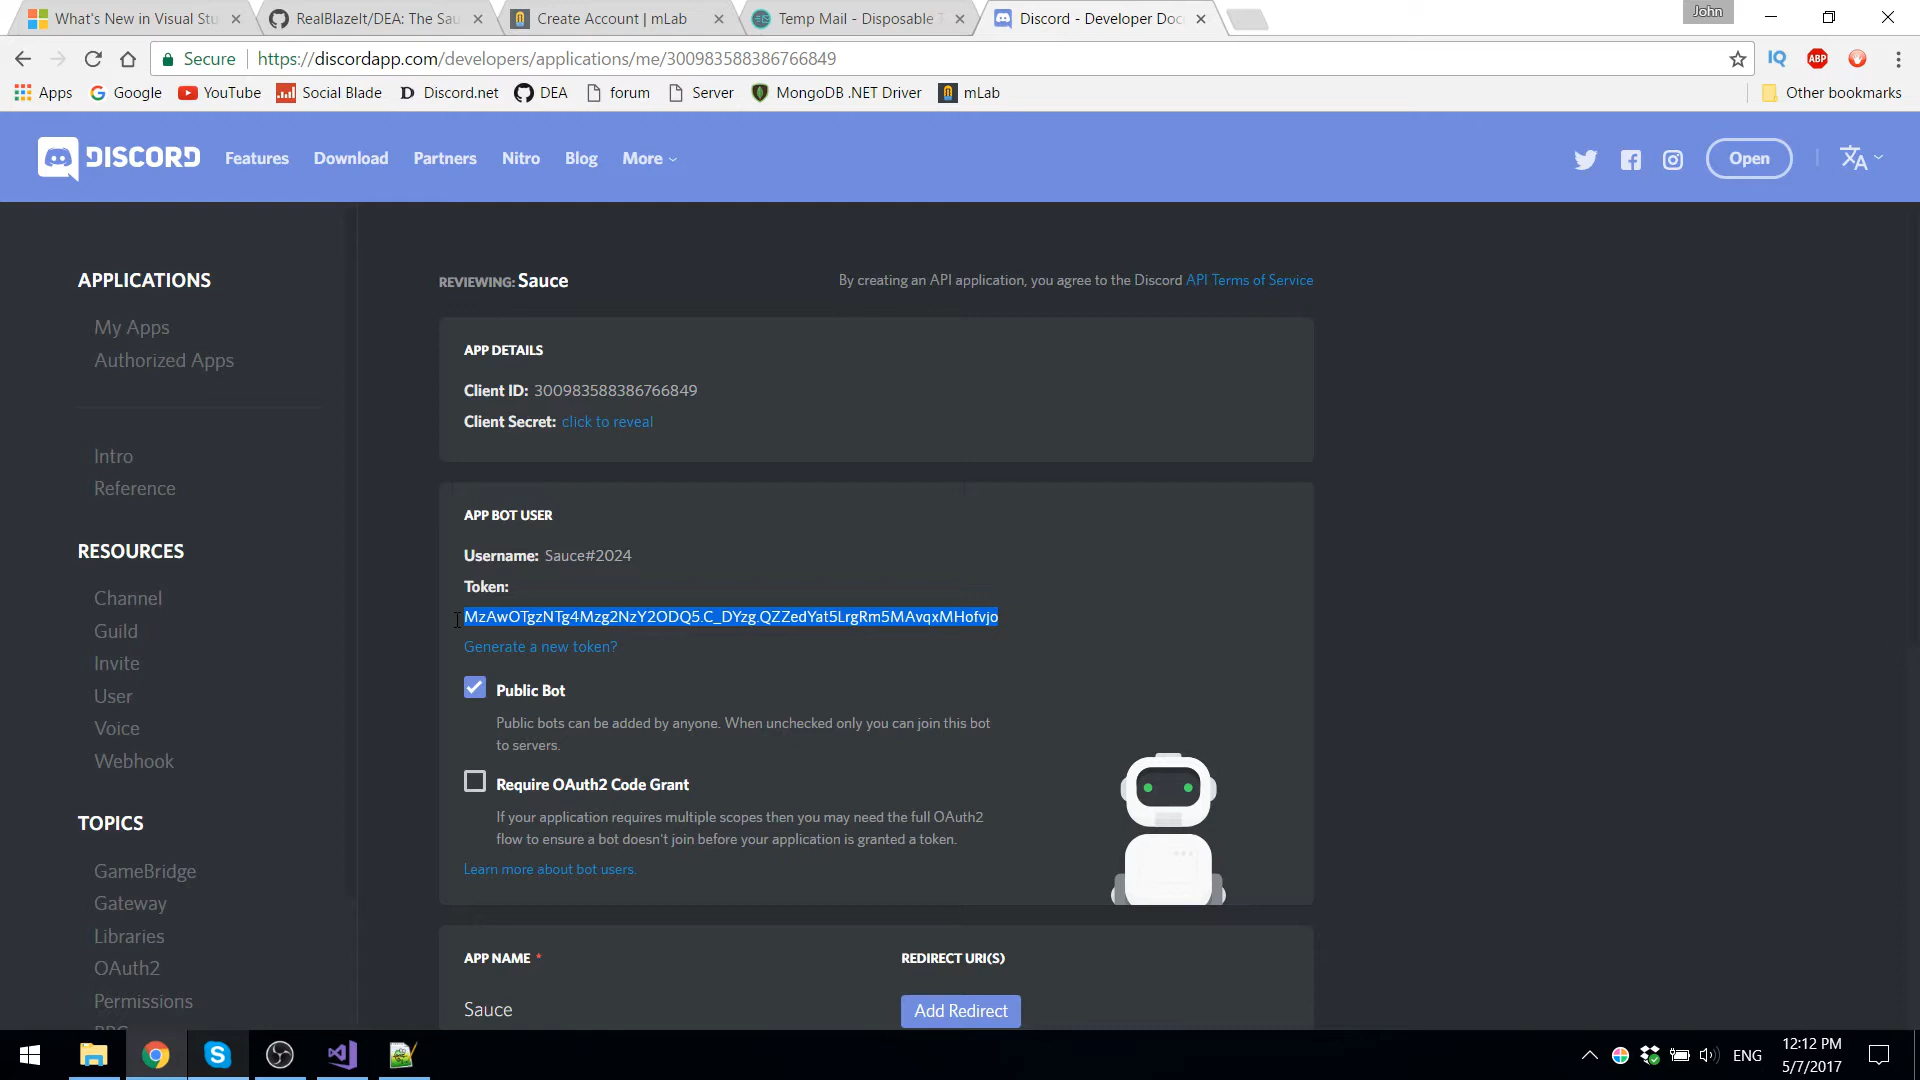 What's New in Visual Stu
RealBlazeIt/DEA: The Sau
Create Account | mLab
Temp Mail - Disposable T
Discord - Developer Doc
John
Secure
https://discordapp.com/developers/applications/me/300983588386766849
IQ
ABP
Apps
Google
YouTube
Social Blade
Discord.net
DEA
forum
Server
MongoDB .NET Driver
mLab
Other bookmarks
DISCORD
Features
Download
Partners
Nitro
Blog
More
Open
APPLICATIONS
My Apps
Authorized Apps
Intro
Reference
RESOURCES
Channel
Guild
Invite
User
Voice
Webhook
TOPICS
GameBridge
Gateway
Libraries
OAuth2
Permissions
REVIEWING: Sauce
By creating an API application, you agree to the Discord API Terms of Service
APP DETAILS
Client ID: 300983588386766849
Client Secret: click to reveal
APP BOT USER
Username: Sauce#2024
Token:
MzAwOTgzNTg4Mzg2NzY2ODQ5.C_DYzg.QZZedYat5LrgRm5MAvqxMHofvjo
Generate a new token?
Public Bot
Public bots can be added by anyone. When unchecked only you can join this bot
to servers.
Require OAuth2 Code Grant
If your application requires multiple scopes then you may need the full OAuth2
flow to ensure a bot doesn't join before your application is granted a token.
Learn more about bot users.
APP NAME *
Sauce
REDIRECT URI(S)
Add Redirect
ENG
12:12 PM
5/7/2017